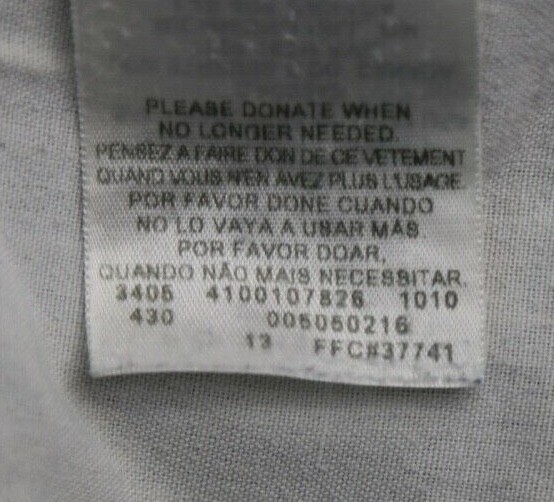 PLEASE DONATE WHEN
NO LONGER NEEDED.
PENSEZ A FAIRE DON DE CE VETEMENT
QUAND VOUS N'EN AVEZ PLUS L'USAGE.
POR FAVOR DONE CUANDO
NO LO VAYA A USAR MÁS
POR FAVOR DOAR,
QUANDO NÃO MAIS NECESSITAR.
3405 4100107826 1010
430 005050216
13 FFC#37741